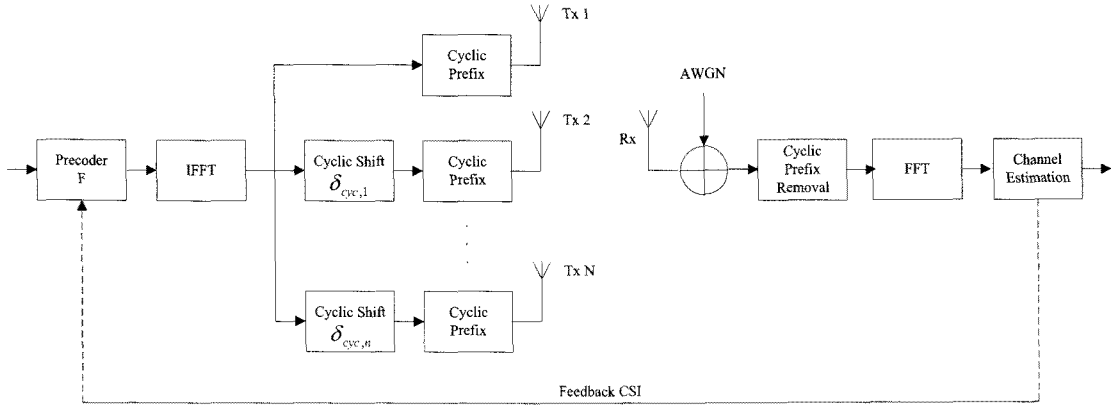 Tx 1
Cyclic
Prefix
AWGN
Tx 2
Rx
Precoder
F
IFFT
Cyclic Shift
δcyc,1
Cyclic
Prefix
Cyclic
Prefix
Removal
FFT
Channel
Estimation
Tx N
Cyclic Shift
δcyc,n
Cyclic
Prefix
Feedback CSI